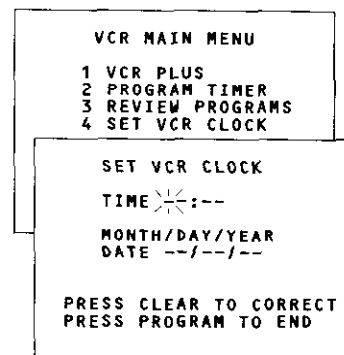 VCR MAIN MENU
1 VCR PLUS
2 PROGRAM TIMER
3 REVIEW PROGRAMS
4 SET VCR CLOCK
SET VCR CLOCK
TIME --:--
MONTH/DAY/YEAR
DATE --/--/--
PRESS CLEAR TO CORRECT
PRESS PROGRAM TO END